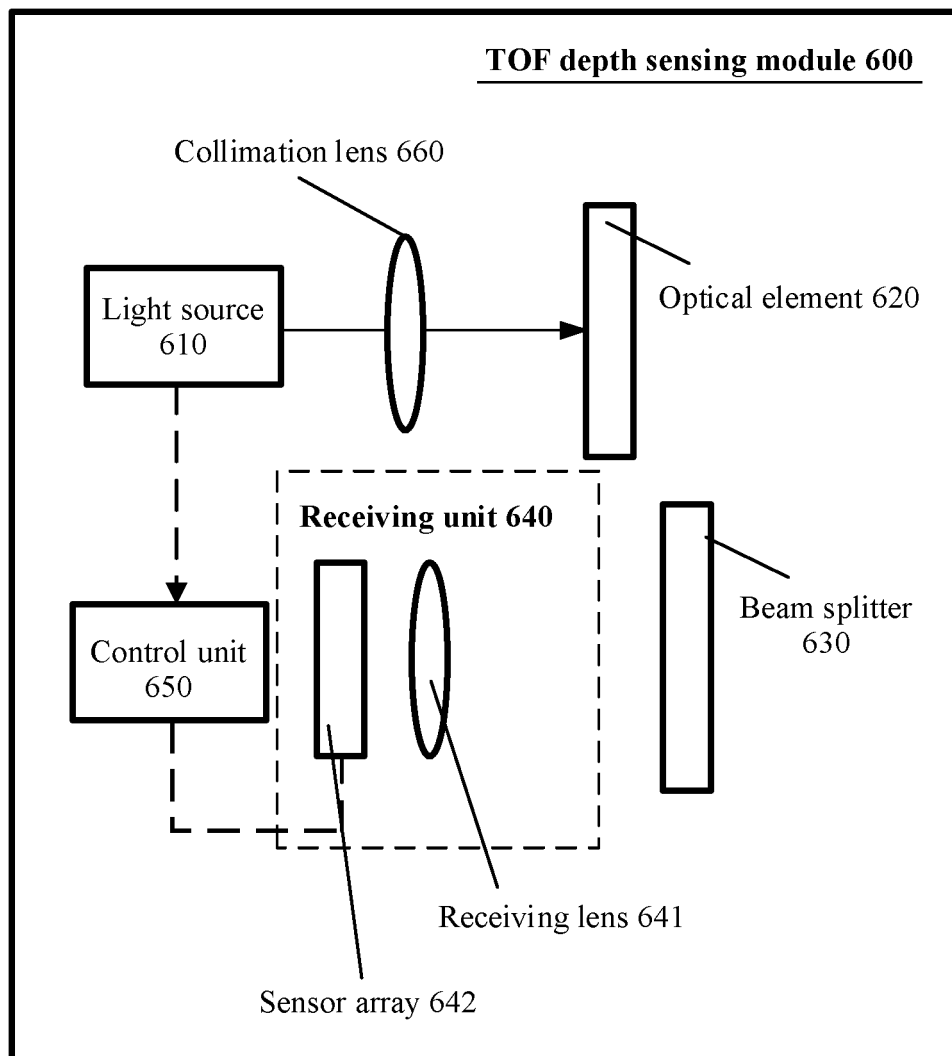 TOF depth sensing module 600
Collimation lens 660
Light source
610
Optical element 620
Receiving unit 640
Control unit
650
Beam splitter
630
Receiving lens 641
Sensor array 642